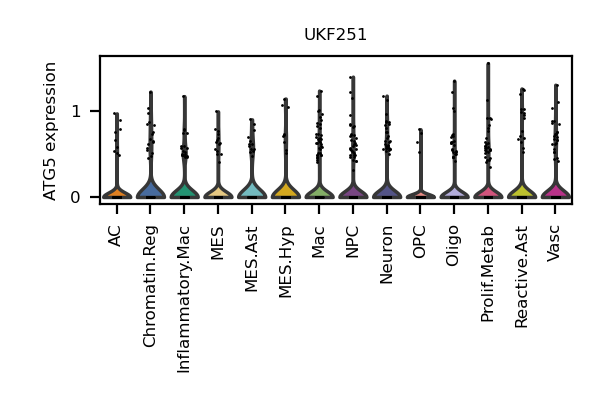 UKF251
ATG5 expression
1
0
AC
Chromatin.Reg
Inflammatory.Mac
MES
MES.Ast
MES.Hyp
Mac
NPC
Neuron
OPC
Oligo
Prolif.Metab
Reactive.Ast
Vasc